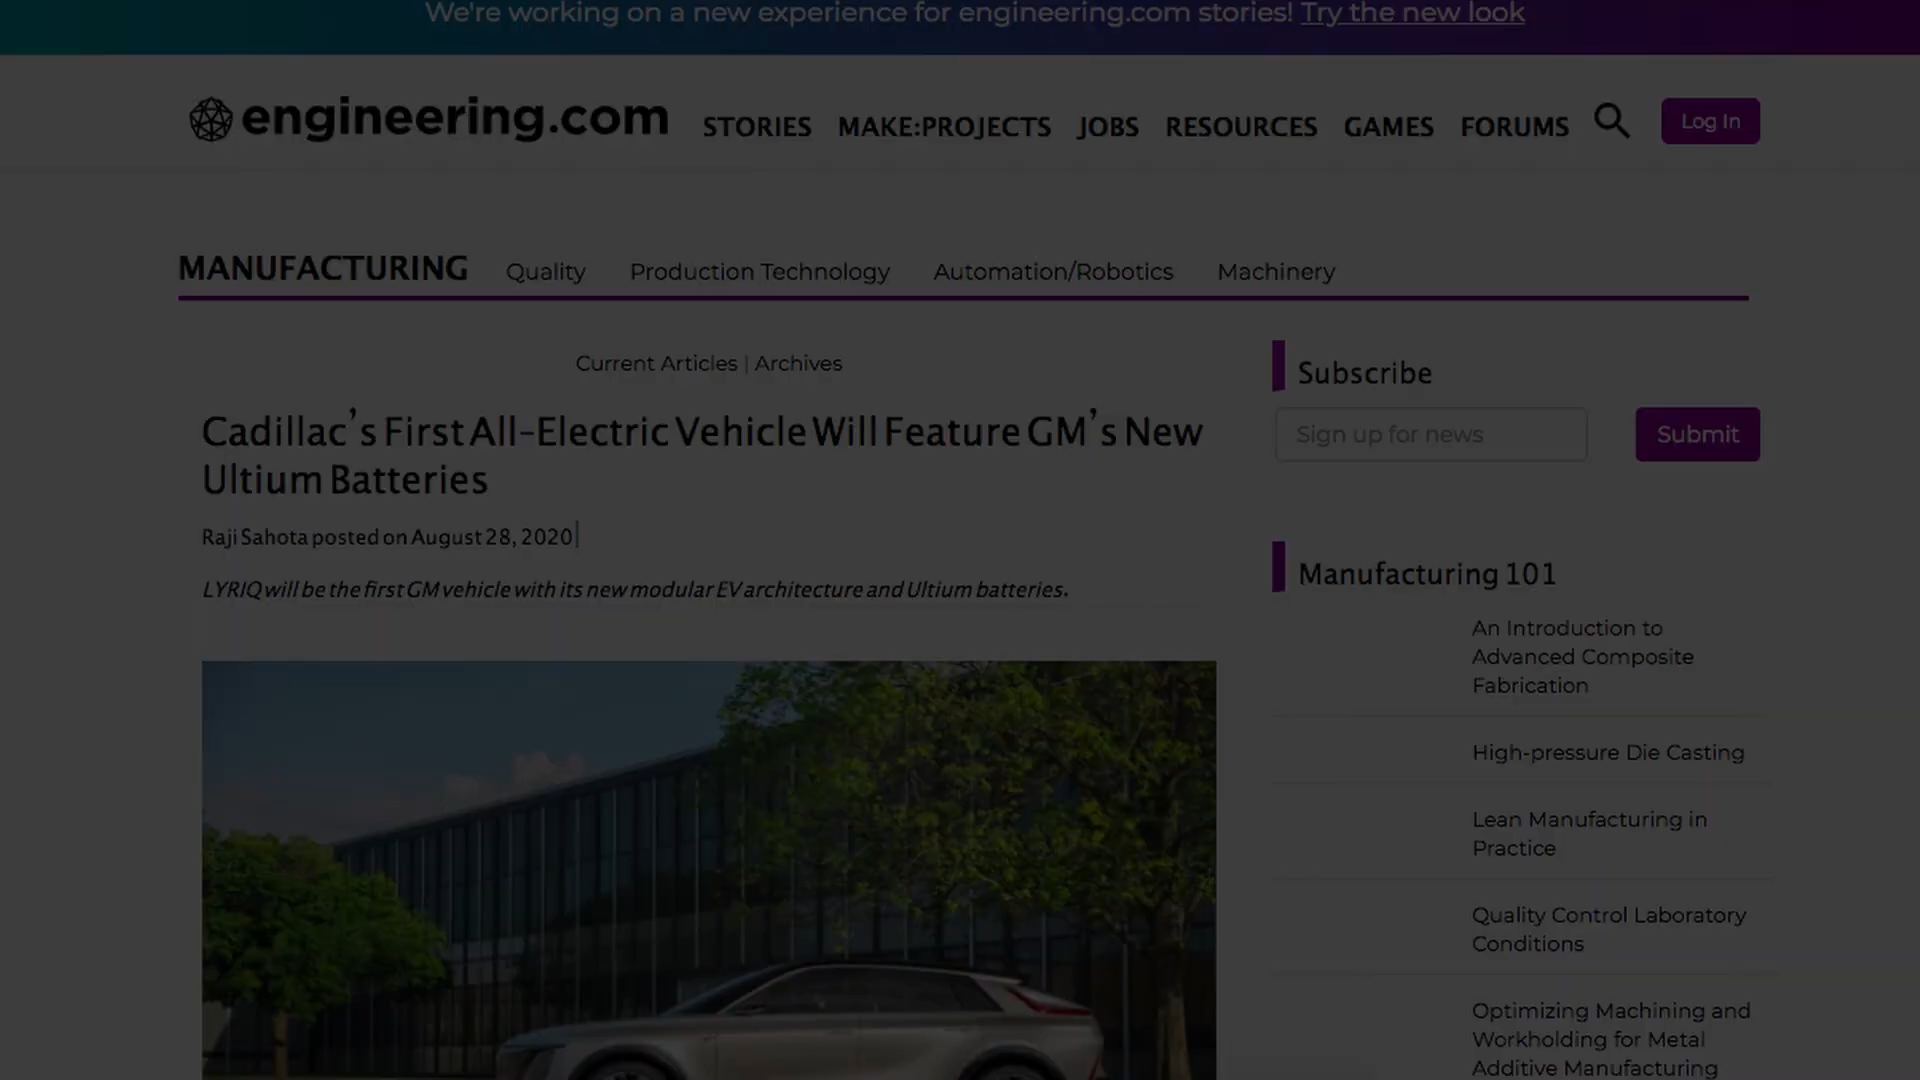 We're working on a new experience for engineering.com stories! Try the new look
engineering.com STORIES MAKE:PROJECTS JOBS RESOURCES GAMES FORUMS Log In
MANUFACTURING Quality Production Technology Automation/Robotics Machinery
Current Articles | Archives
Cadillac's First All-Electric Vehicle Will Feature GM's New
Ultium Batteries
Raji Sahota posted on August 28, 2020
LYRIQ will be the first GM vehicle with its new modular EV architecture and Ultium batteries.
Subscribe
Sign up for news Submit
Manufacturing 101
An Introduction to
Advanced Composite
Fabrication
High-pressure Die Casting
Lean Manufacturing in
Practice
Quality Control Laboratory
Conditions
Optimizing Machining and
Workholding for Metal
Additive Manufacturing